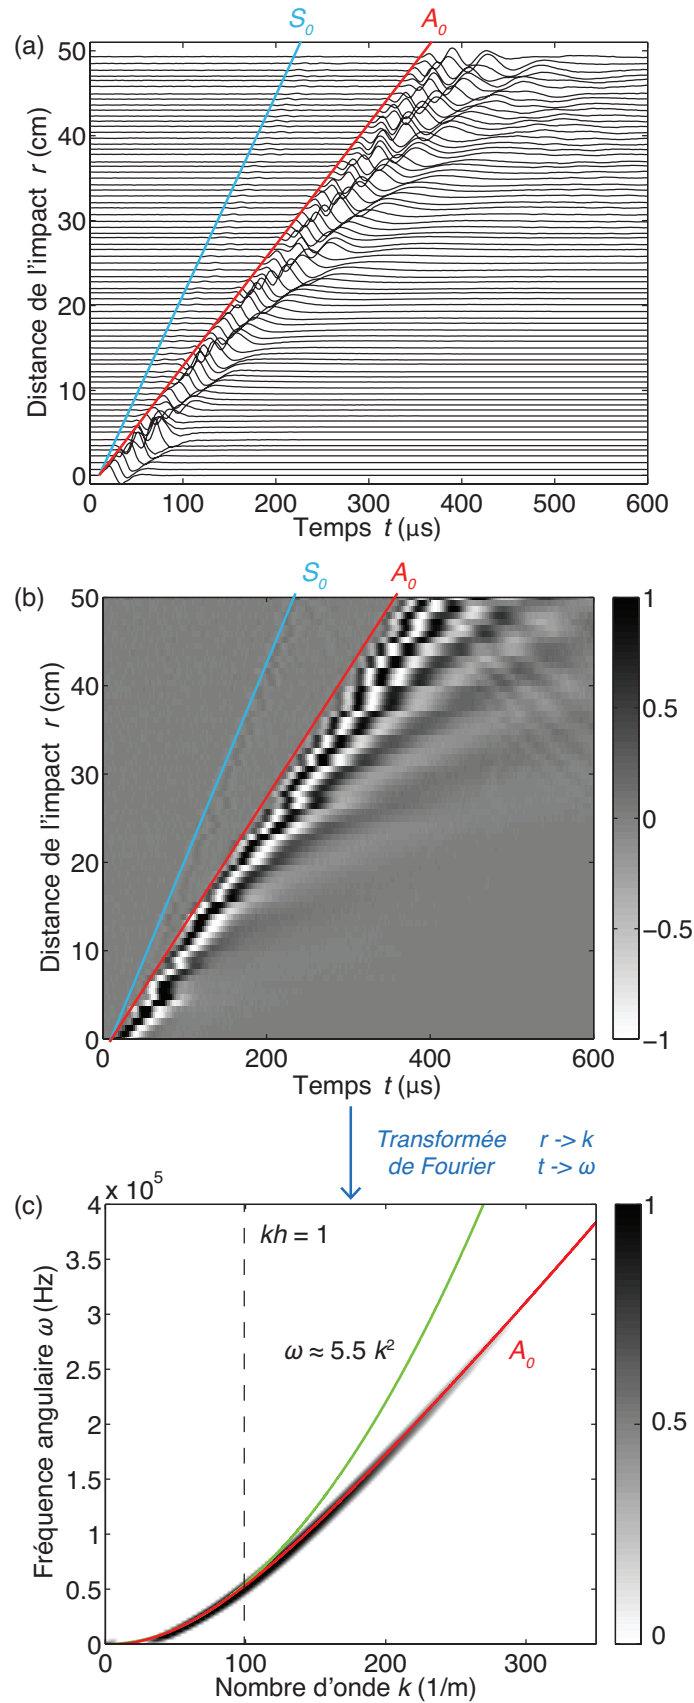 (a)
S₀
A₀
50
40
30
20
10
0
Distance de l'impact r (cm)
0
100
200
300
400
500
600
Temps t (µs)
(b)
S₀
A₀
50
40
30
20
10
0
Distance de l'impact r (cm)
0
200
400
600
Temps t (µs)
1
0.5
0
−0.5
−1
Transformée r -> k
de Fourier t -> ω
(c)
4 x 10⁵
3.5
3
2.5
2
1.5
1
0.5
0
Fréquence angulaire ω (Hz)
kh = 1
ω ≈ 5.5 k²
A₀
0
100
200
300
Nombre d'onde k (1/m)
1
0.5
0